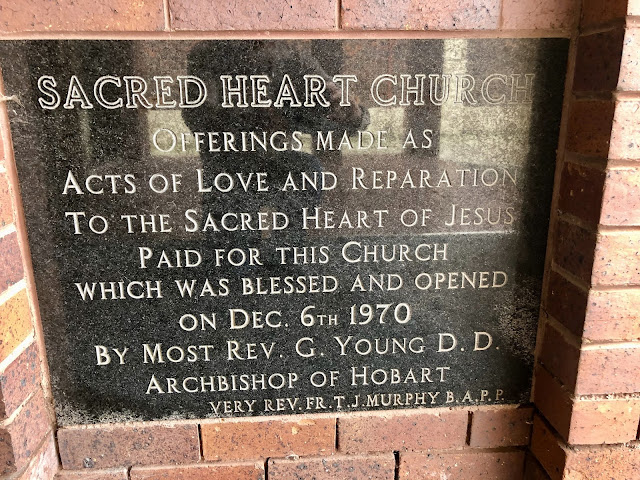 SACRED HEART CHURCH
OFFERINGS MADE AS
ACTS OF LOVE AND REPARATION
TO THE SACRED HEART OF JESUS
PAID FOR THIS CHURCH
WHICH WAS BLESSED AND OPENED
ON DEC. 6TH 1970
BY MOST REV. G. YOUNG D. D.
ARCHBISHOP OF HOBART
VERY REV. FR. T. J. MURPHY B.A. P.P.